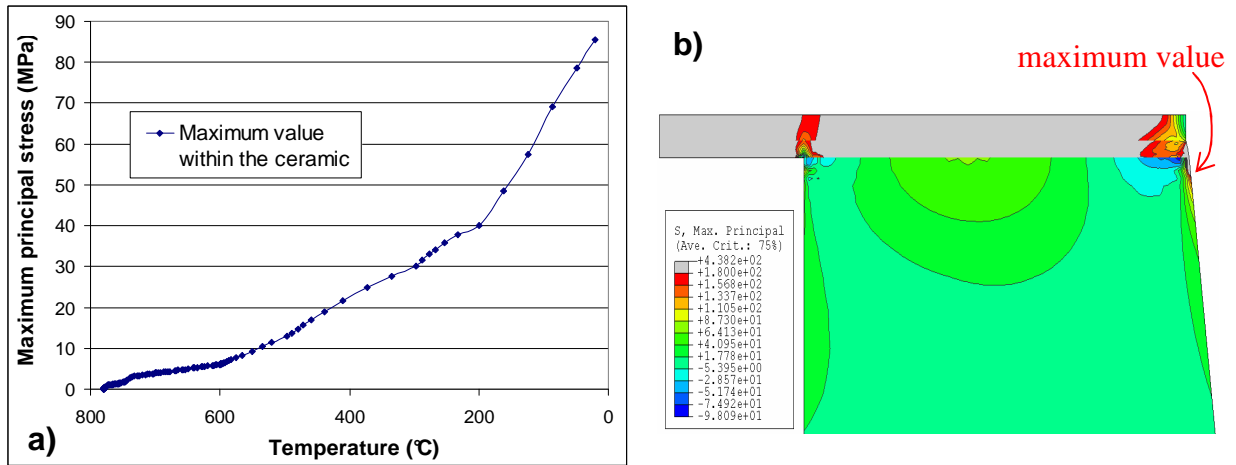 90
80
70
60
50
40
30
20
10
0
Maximum principal stress (MPa)
Maximum value
within the ceramic
800
600
400
200
0
Temperature (°C)
a)
b)
maximum value
S, Max. Principal
(Ave. Crit.: 75%)
+4.382e+02
+1.800e+02
+1.568e+02
+1.337e+02
+1.105e+02
+8.730e+01
+6.413e+01
+4.095e+01
+1.778e+01
-5.395e+00
-2.857e+01
-5.174e+01
-7.492e+01
-9.809e+01